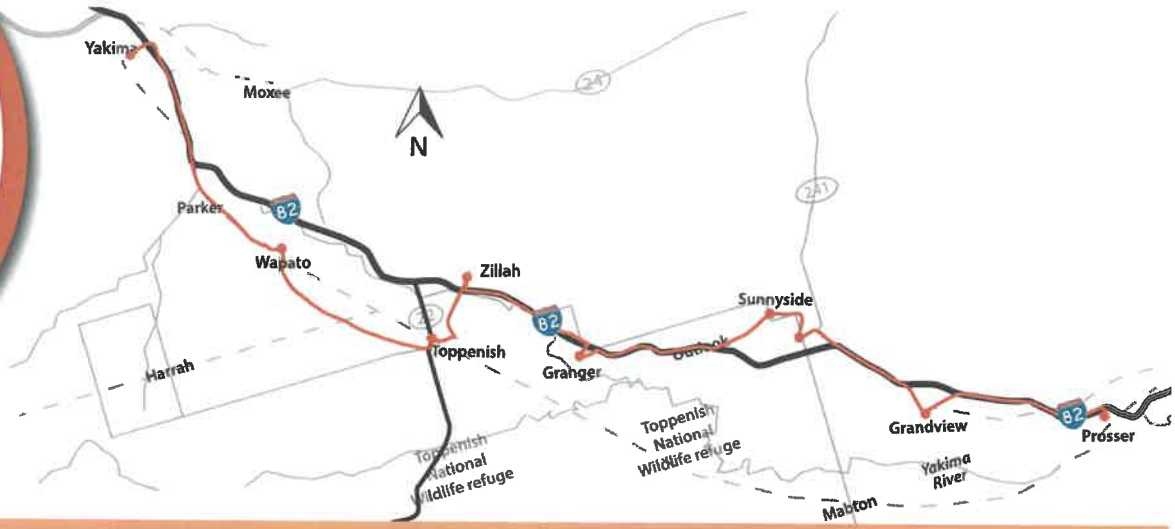 Yakima
Moxee
24
N
241
82
Parker
Wapato
Zillah
Sunnyside
82
22
Toppenish
Outlook
Harrah
Granger
Toppenish
National
Wildlife refuge
Toppenish
National
Wildlife refuge
Grandview
82
Prosser
Yakima
River
Mabton